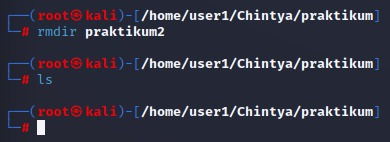 ┌──(root㉿kali)-[/home/user1/Chintya/praktikum]
└─# rmdir praktikum2
┌──(root㉿kali)-[/home/user1/Chintya/praktikum]
└─# ls
┌──(root㉿kali)-[/home/user1/Chintya/praktikum]
└─#